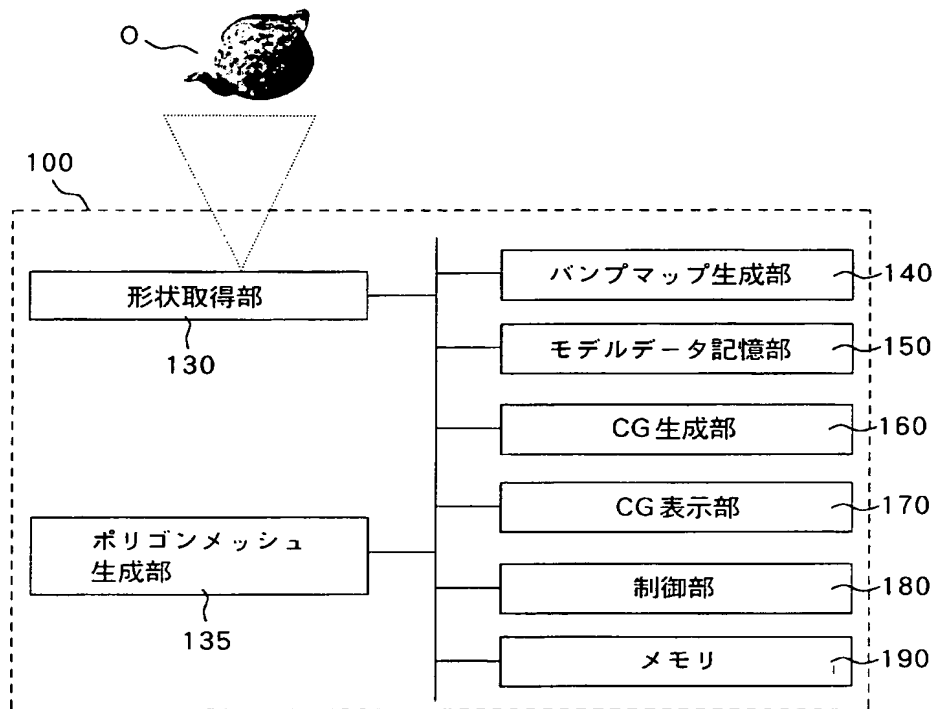 O
100
形状取得部
130
ポリゴンメッシュ
生成部
135
バンプマップ生成部
140
モデルデータ記憶部
150
CG生成部
160
CG表示部
170
制御部
180
メモリ
190